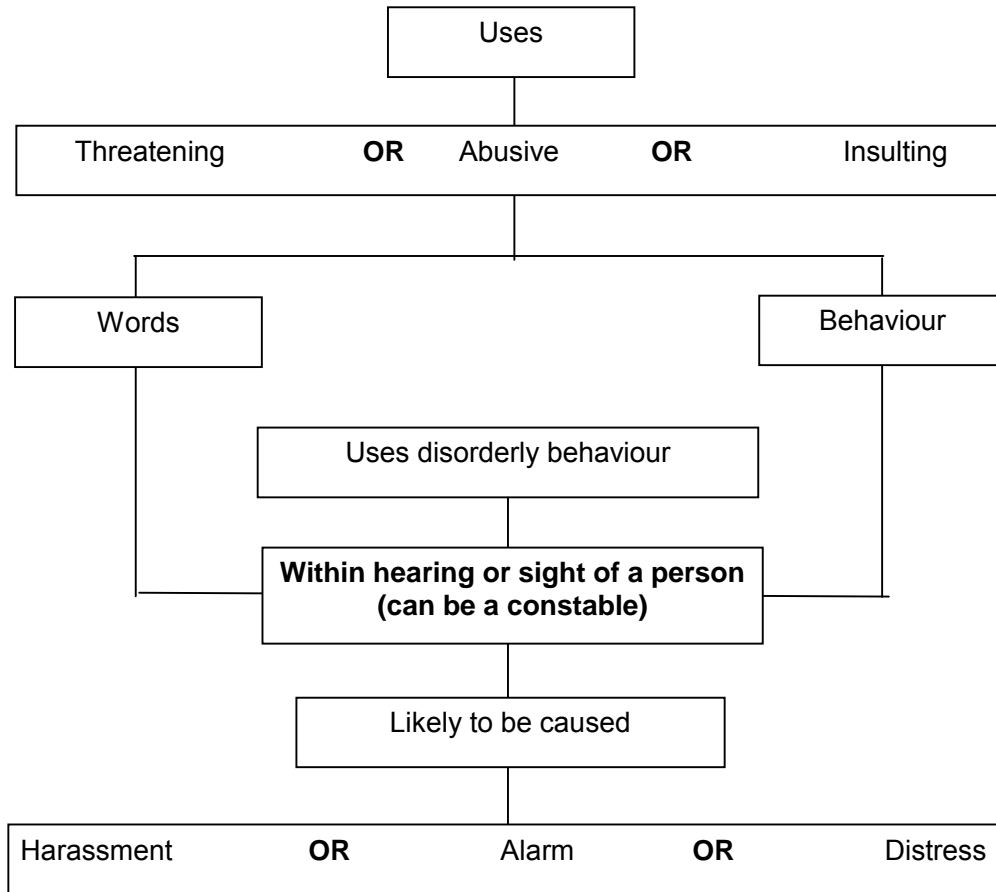 Uses
Threatening OR Abusive OR Insulting
Words
Behaviour
Uses disorderly behaviour
Within hearing or sight of a person
(can be a constable)
Likely to be caused
Harassment OR Alarm OR Distress